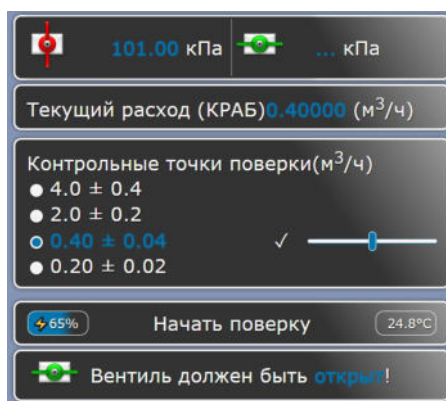 101.00 кПа ... кПа
Текущий расход (КРАБ)0.40000 (м³/ч)
Контрольные точки поверки(м³/ч)
4.0 ± 0.4
2.0 ± 0.2
0.40 ± 0.04 ✓
0.20 ± 0.02
65% Начать поверку 24.8°C
Вентиль должен быть открыт!